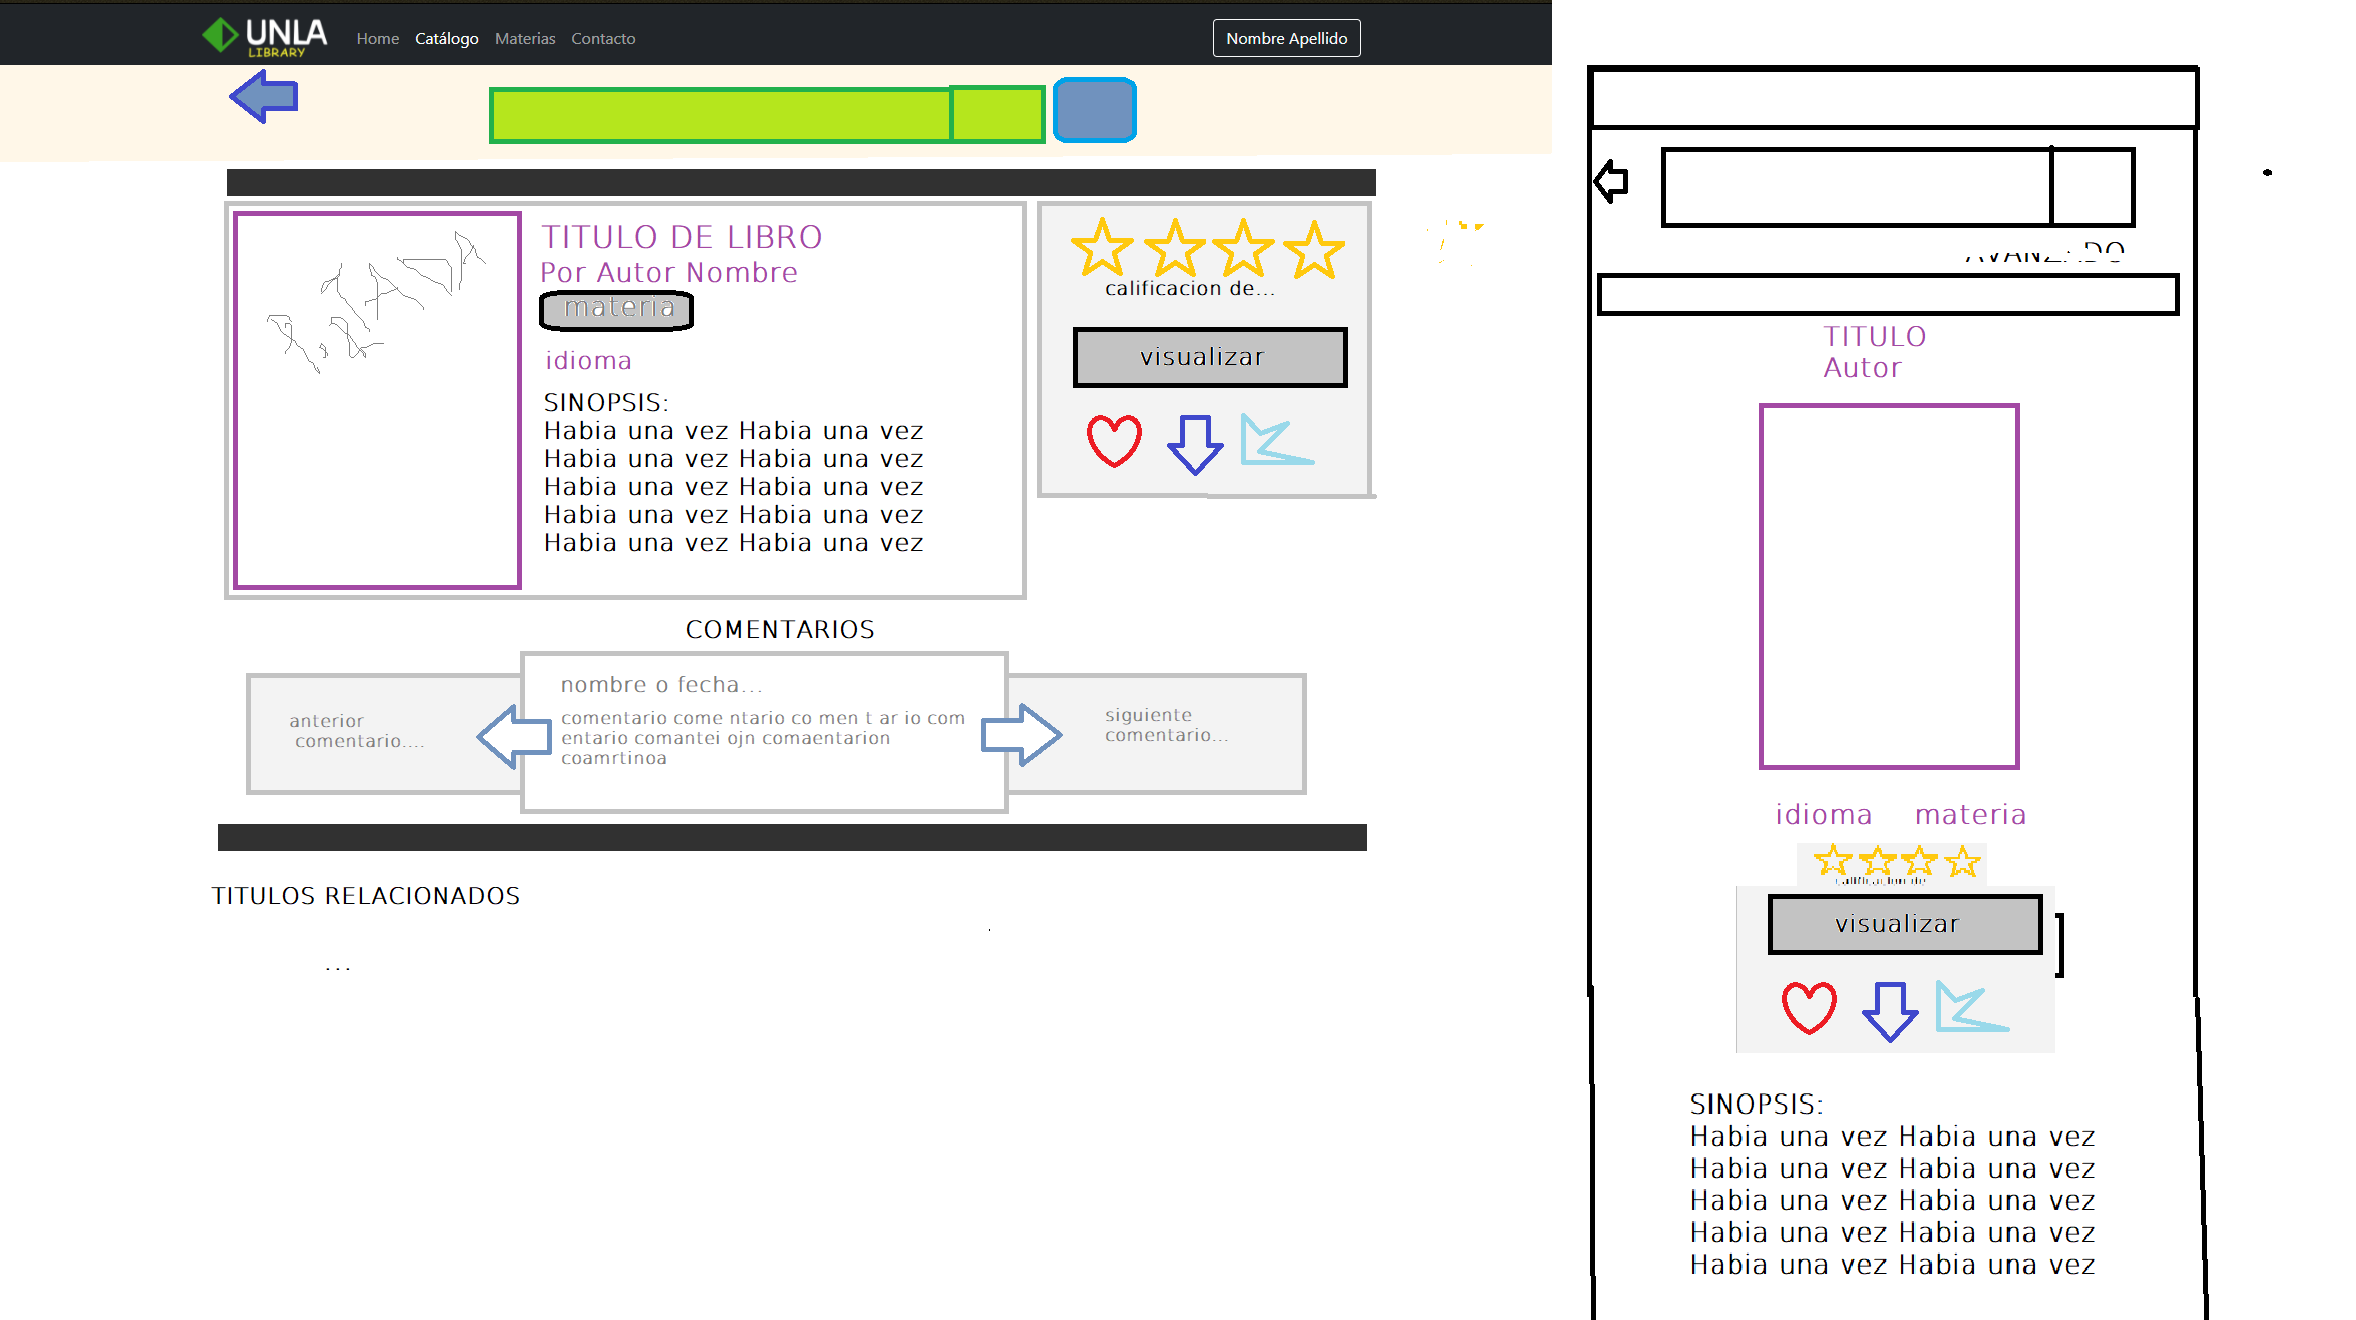 UNLA
LIBRARY
Home Catálogo Materias Contacto
Nombre Apellido
TITULO DE LIBRO
Por Autor Nombre
materia
idioma
SINOPSIS:
Habia una vez Habia una vez
Habia una vez Habia una vez
Habia una vez Habia una vez
Habia una vez Habia una vez
Habia una vez Habia una vez
calificacion de...
visualizar
COMENTARIOS
anterior
comentario....
nombre o fecha...
comentario come ntario co men t ar io com
entario comantei ojn comaentarion
coamrtinoa
siguiente
comentario...
TITULOS RELACIONADOS
...
AVANZADO
TITULO
Autor
idioma materia
calificacion de
visualizar
SINOPSIS:
Habia una vez Habia una vez
Habia una vez Habia una vez
Habia una vez Habia una vez
Habia una vez Habia una vez
Habia una vez Habia una vez